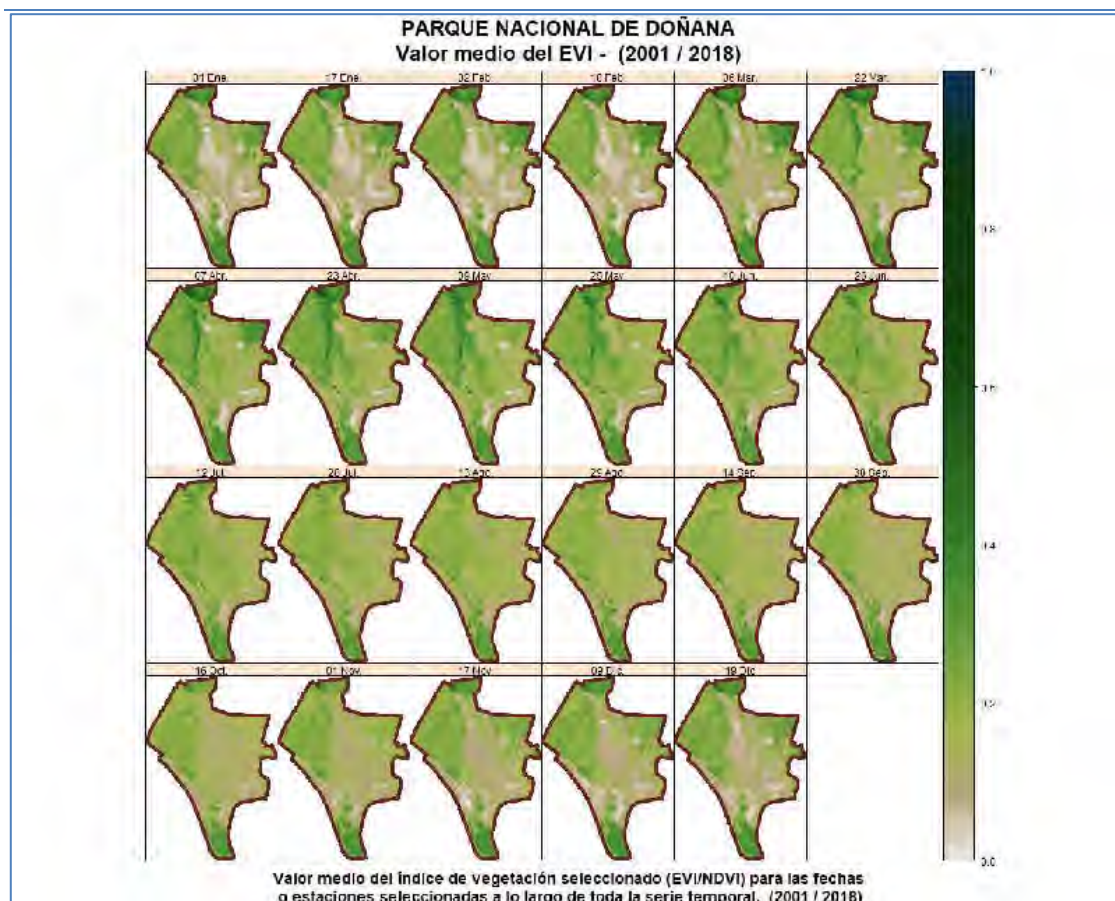 PARQUE NACIONAL DE DOÑANA
Valor medio del EVI - (2001 / 2018)
01 Ene. 17 Ene. 02 Feb. 18 Feb. 06 Mar. 22 Mar.
1.0
0.8
07 Abr. 23 Abr. 09 May. 25 May. 10 Jun. 26 Jun.
0.6
12 Jul. 28 Jul. 13 Ago. 29 Ago. 14 Sep. 30 Sep.
0.4
16 Oct. 01 Nov. 17 Nov. Dic. 19 Dic.
0.2
0.0
Valor medio del índice de vegetación seleccionado (EVI/NDVI) para las fechas
o estaciones seleccionadas a lo largo de toda la serie temporal. (2001 / 2018)